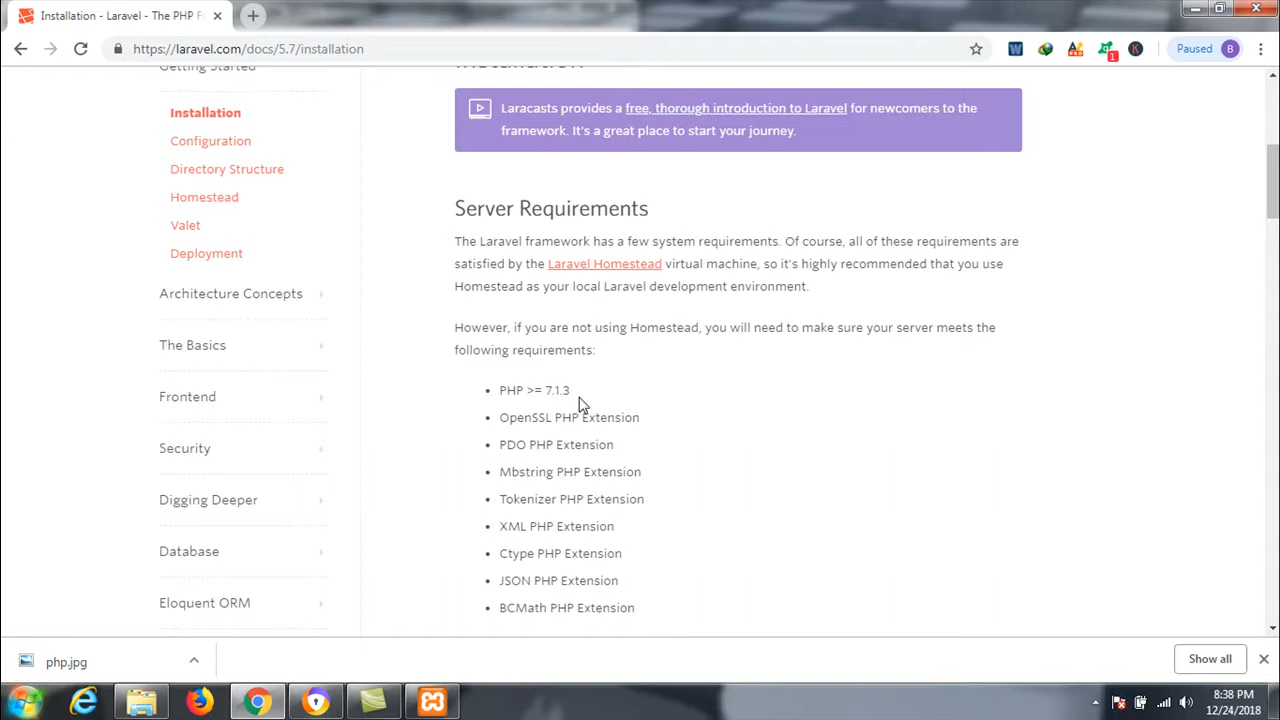 Installation - Laravel - The PHP F
https://laravel.com/docs/5.7/installation
Paused B
1
Getting Started
Installation
Configuration
Directory Structure
Homestead
Valet
Deployment
Architecture Concepts
The Basics
Frontend
Security
Digging Deeper
Database
Eloquent ORM
Laracasts provides a free, thorough introduction to Laravel for newcomers to the
framework. It's a great place to start your journey.
Server Requirements
The Laravel framework has a few system requirements. Of course, all of these requirements are
satisfied by the Laravel Homestead virtual machine, so it's highly recommended that you use
Homestead as your local Laravel development environment.
However, if you are not using Homestead, you will need to make sure your server meets the
following requirements:
PHP >= 7.1.3
OpenSSL PHP Extension
PDO PHP Extension
Mbstring PHP Extension
Tokenizer PHP Extension
XML PHP Extension
Ctype PHP Extension
JSON PHP Extension
BCMath PHP Extension
php.jpg
Show all
8:38 PM
12/24/2018